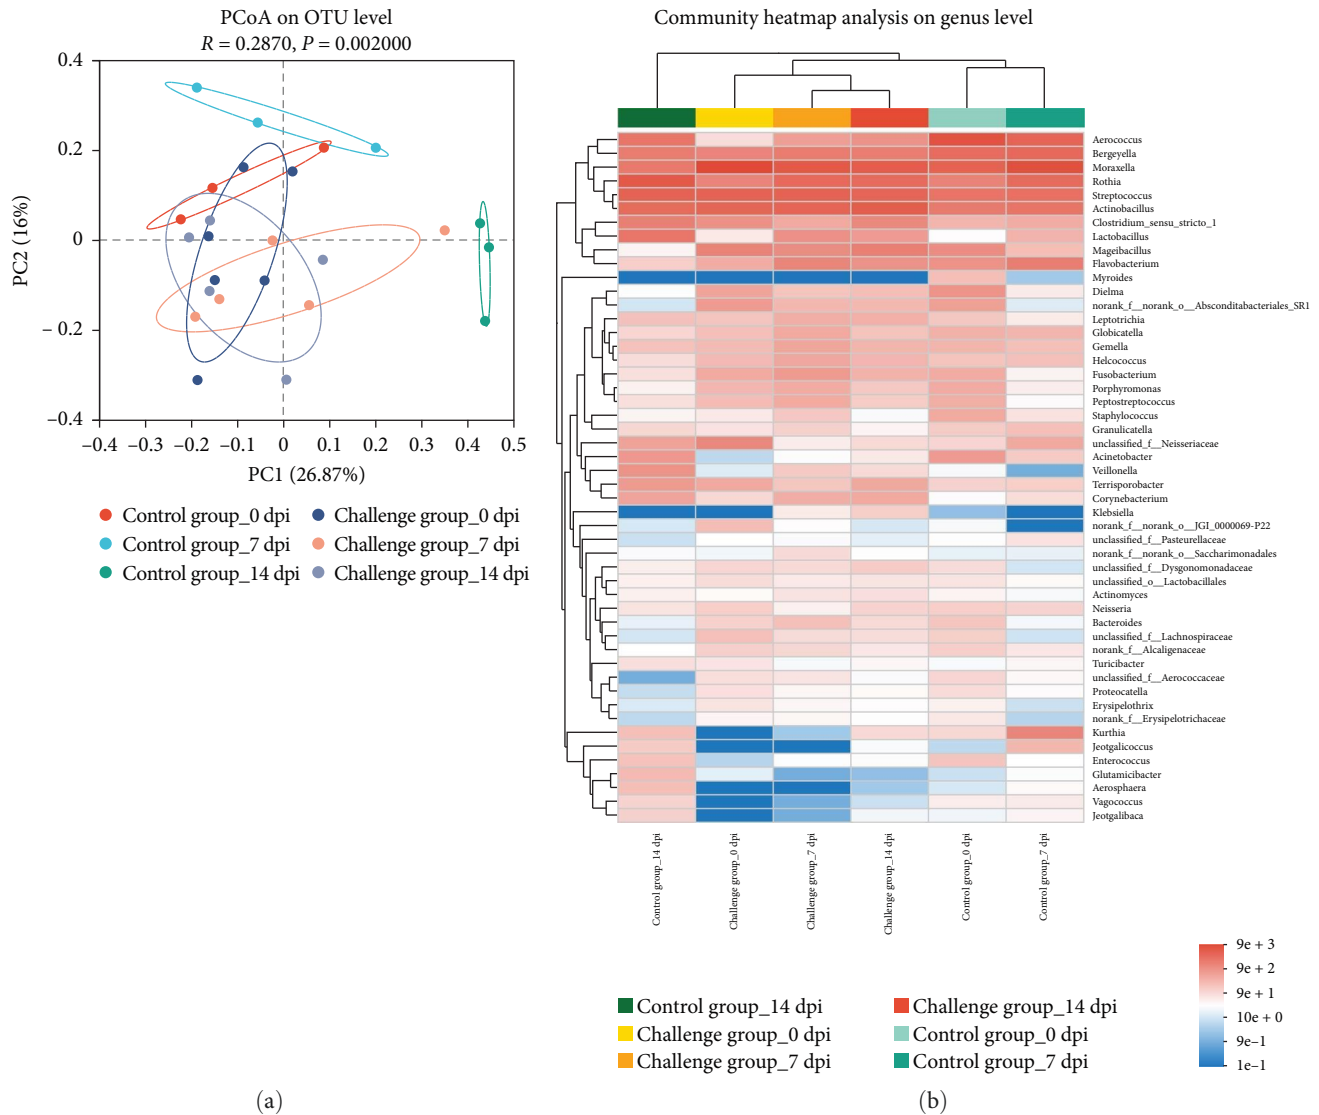 PCoA on OTU level
R = 0.2870, P = 0.002000
PC2 (16%)
0.4
0.2
0
– 0.2
–0.4
–0.4 –0.3 –0.2 –0.1 0 0.1 0.2 0.3 0.4 0.5
PC1 (26.87%)
Control group_0 dpi
Challenge group_0 dpi
Control group_7 dpi
Challenge group_7 dpi
Control group_14 dpi
Challenge group_14 dpi
(a)
Community heatmap analysis on genus level
Aerococcus
Bergeyella
Moraxella
Rothia
Streptococcus
Actinobacillus
Clostridium_sensu_stricto_1
Lactobacillus
Mageibacillus
Flavobacterium
Myroides
Dielma
norank_f__norank_o__Absconditabacteriales_SR1
Leptotrichia
Globicatella
Gemella
Helcococcus
Fusobacterium
Porphyromonas
Peptostreptococcus
Staphylococcus
Granulicatella
unclassified_f__Neisseriaceae
Acinetobacter
Veillonella
Terrisporobacter
Corynebacterium
Klebsiella
norank_f__norank_o__JGI_0000069-P22
unclassified_f__Pasteurellaceae
norank_f__norank_o__Saccharimonadales
unclassified_f__Dysgonomonadaceae
unclassified_o__Lactobacillales
Actinomyces
Neisseria
Bacteroides
unclassified_f__Lachnospiraceae
norank_f__Alcaligenaceae
Turicibacter
unclassified_f__Aerococcaceae
Proteocatella
Erysipelothrix
norank_f__Erysipelotrichaceae
Kurthia
Jeotgalicoccus
Enterococcus
Glutamicibacter
Aerosphaera
Vagococcus
Jeotgalibaca
Control group_14 dpi
Challenge group_0 dpi
Challenge group_7 dpi
Challenge group_14 dpi
Control group_0 dpi
Control group_7 dpi
9e + 3
9e + 2
9e + 1
10e + 0
9e–1
1e–1
Control group_14 dpi
Challenge group_14 dpi
Challenge group_0 dpi
Control group_0 dpi
Challenge group_7 dpi
Control group_7 dpi
(b)